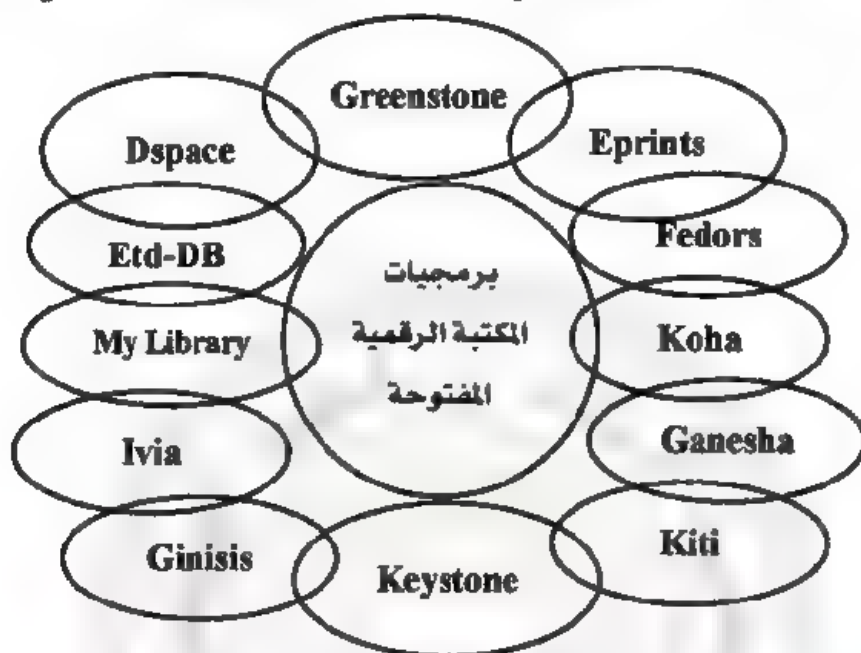 Greenstone
Dspace
Eprints
Etd-DB
Fedors
برمجيات
المكتبة الرقمية
المفتوحة
My Library
Koha
Ivia
Ganesha
Ginisis
Keystone
Kiti